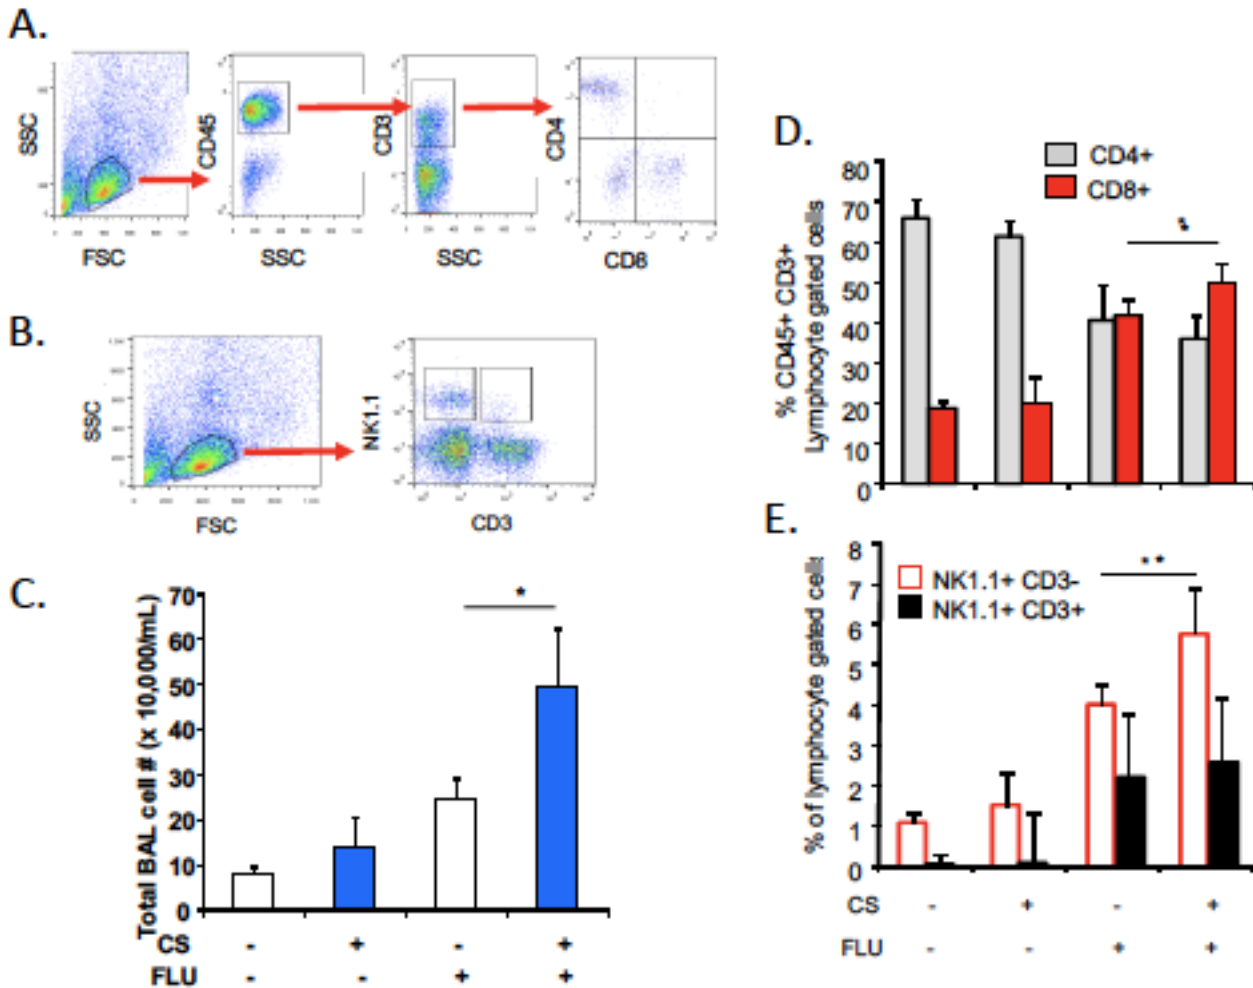 A.
SSC
FSC
CD45
SSC
CD3
SSC
CD4
CD8
B.
SSC
FSC
NK1.1
CD3
C.
Total BAL cell # (x 10,000/mL)
70
60
50
40
30
20
10
0
*
CS - + - +
FLU - - + +
D.
CD4+
CD8+
% CD45+ CD3+
Lymphocyte gated cells
80
70
60
50
40
30
20
10
0
E.
NK1.1+ CD3-
NK1.1+ CD3+
% of lymphocyte gated cells
8
7
6
5
4
3
2
1
0
**
CS - + - +
FLU - - + +